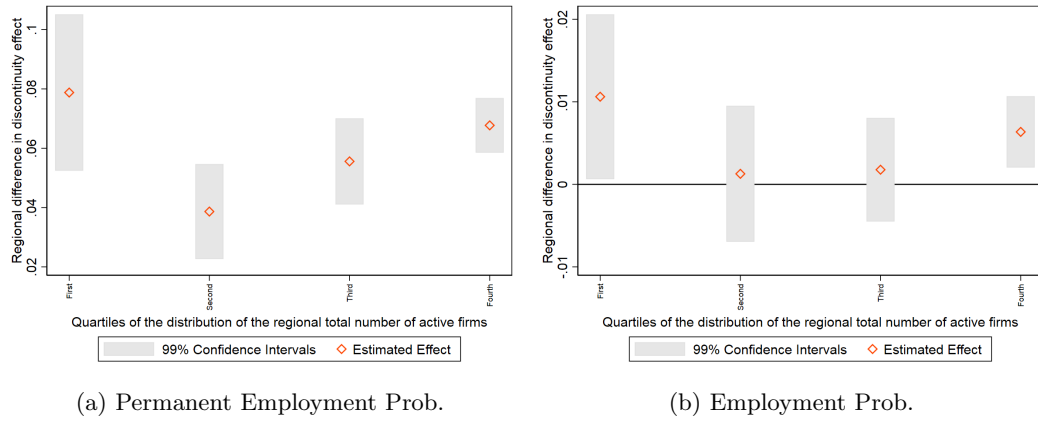 Regional difference in discontinuity effect
.1
.08
.06
.04
.02
First
Second
Third
Fourth
Quartiles of the distribution of the regional total number of active firms
99% Confidence Intervals
Estimated Effect
(a) Permanent Employment Prob.
Regional difference in discontinuity effect
.02
.01
0
-.01
First
Second
Third
Fourth
Quartiles of the distribution of the regional total number of active firms
99% Confidence Intervals
Estimated Effect
(b) Employment Prob.